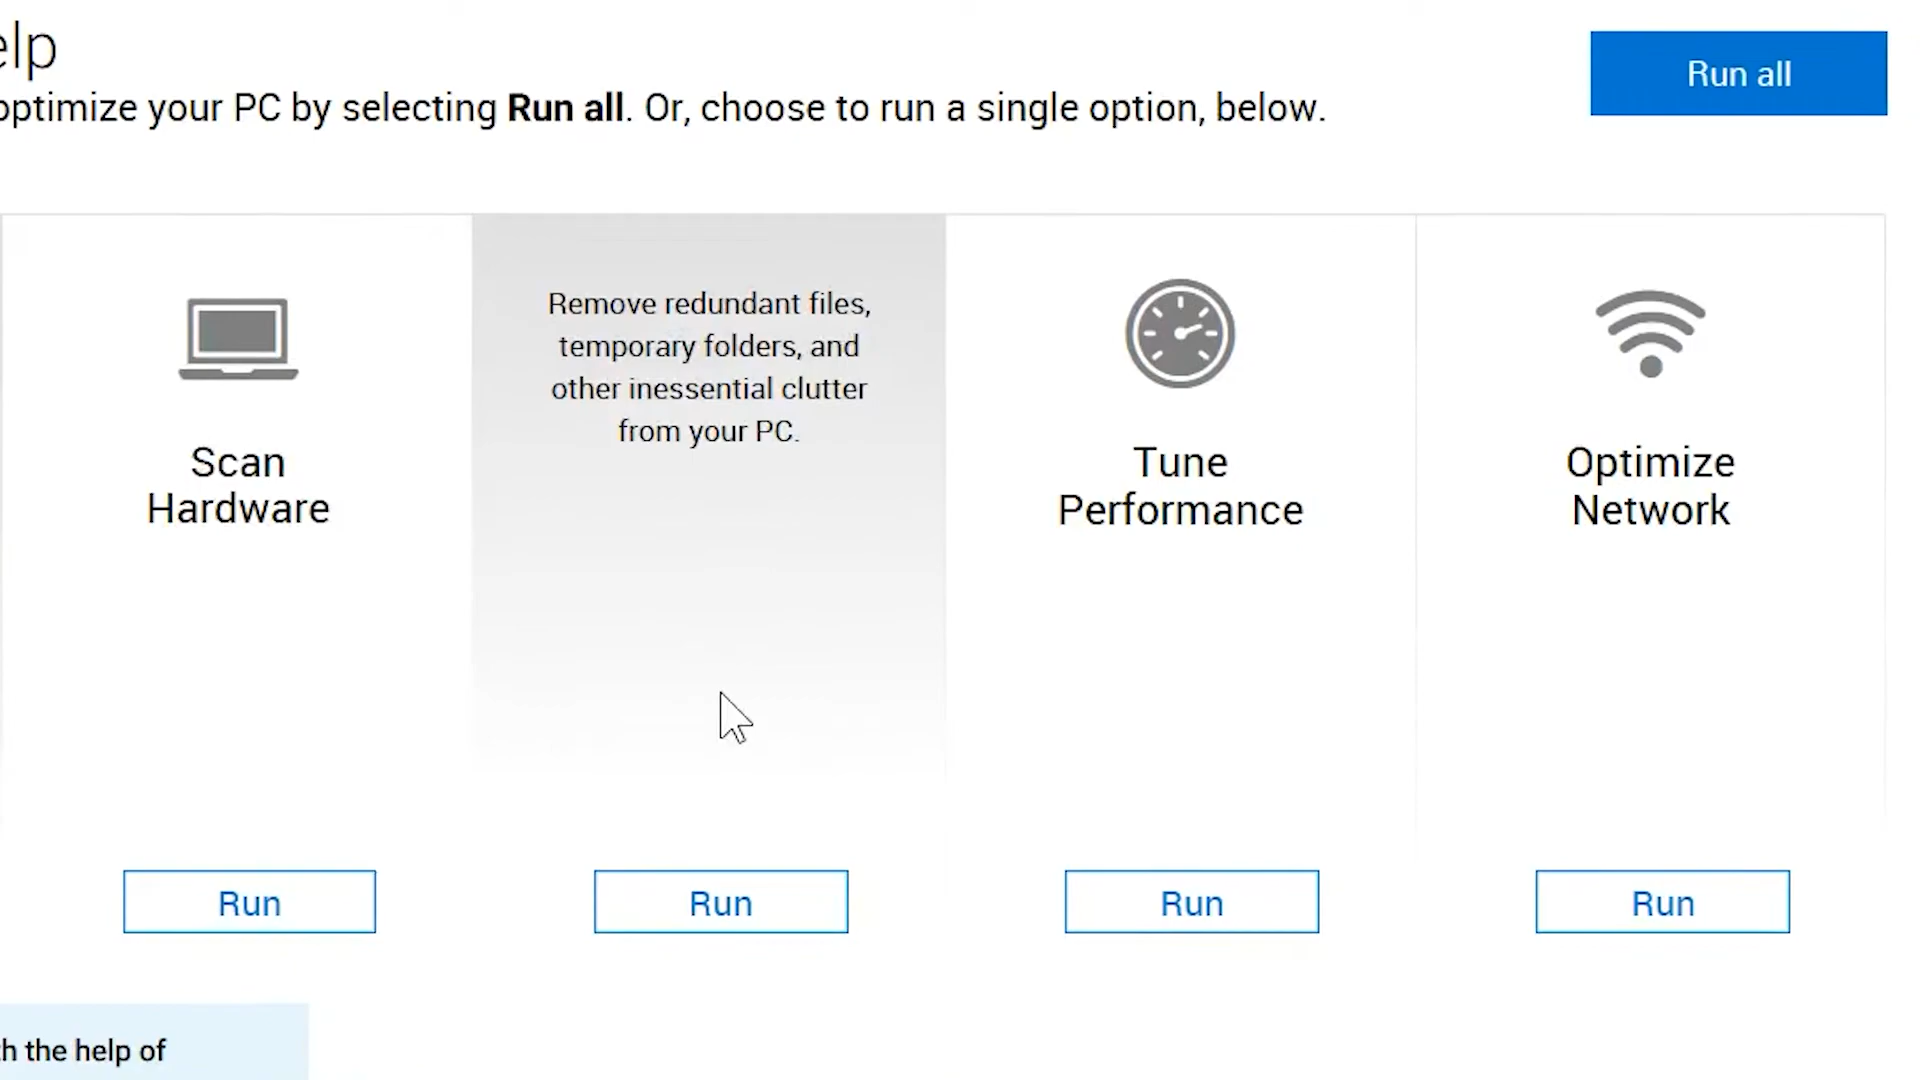 elp
optimize your PC by selecting Run all. Or, choose to run a single option, below.
Run all
Scan
Hardware
Remove redundant files,
temporary folders, and
other inessential clutter
from your PC.
Tune
Performance
Optimize
Network
Run
Run
Run
Run
h the help of